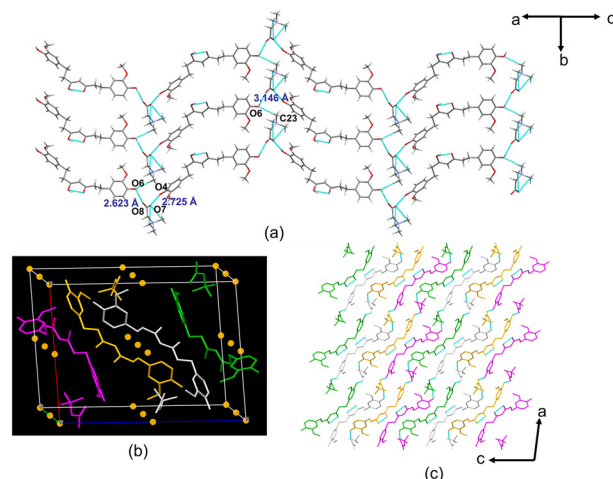 a c
b
3.146 Å
O6 C23
O6 O4
2.623 Å 2.725 Å
O8 O7
(a)
a
c
(b) (c)